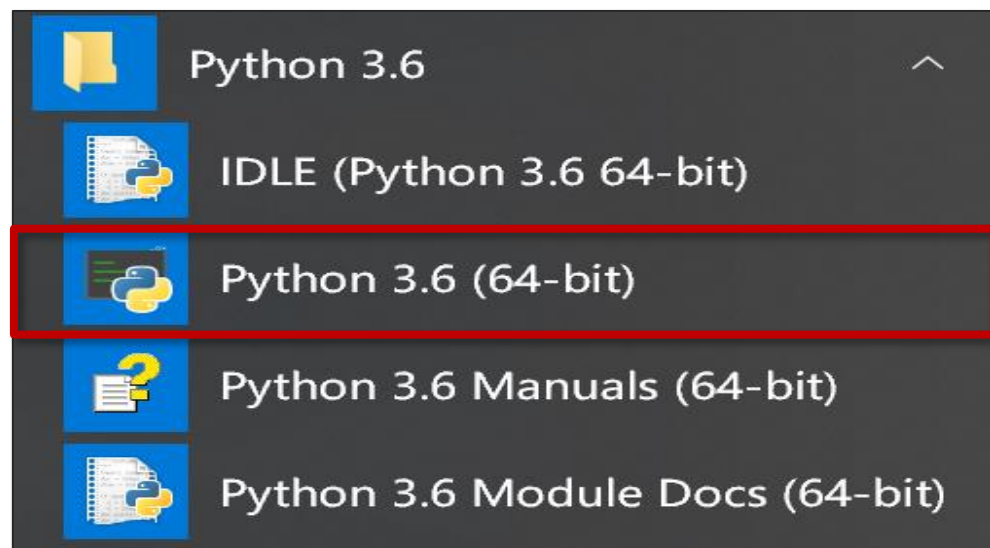 Python 3.6
IDLE (Python 3.6 64-bit)
Python 3.6 (64-bit)
Python 3.6 Manuals (64-bit)
Python 3.6 Module Docs (64-bit)